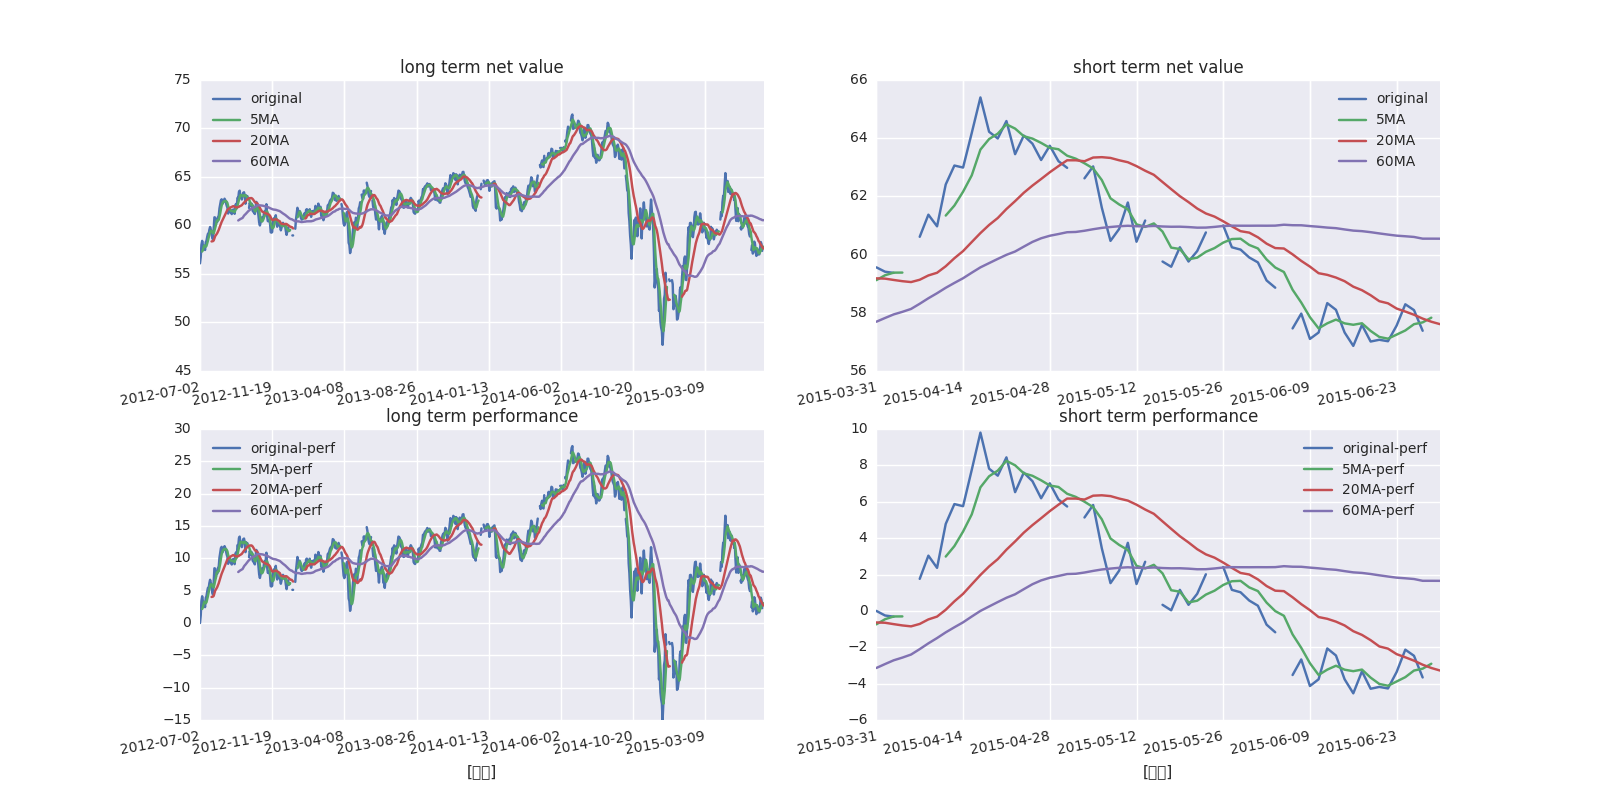 long term net value
75
70
65
60
55
50
45
original
5MA
20MA
60MA
2012-07-02 2012-11-19 2013-04-08 2013-08-26 2014-01-13 2014-06-02 2014-10-20 2015-03-09
short term net value
66
64
62
60
58
56
original
5MA
20MA
60MA
2015-03-31 2015-04-14 2015-04-28 2015-05-12 2015-05-26 2015-06-09 2015-06-23
long term performance
30
25
20
15
10
5
0
−5
−10
−15
original-perf
5MA-perf
20MA-perf
60MA-perf
2012-07-02 2012-11-19 2013-04-08 2013-08-26 2014-01-13 2014-06-02 2014-10-20 2015-03-09
short term performance
10
8
6
4
2
0
−2
−4
−6
original-perf
5MA-perf
20MA-perf
60MA-perf
2015-03-31 2015-04-14 2015-04-28 2015-05-12 2015-05-26 2015-06-09 2015-06-23